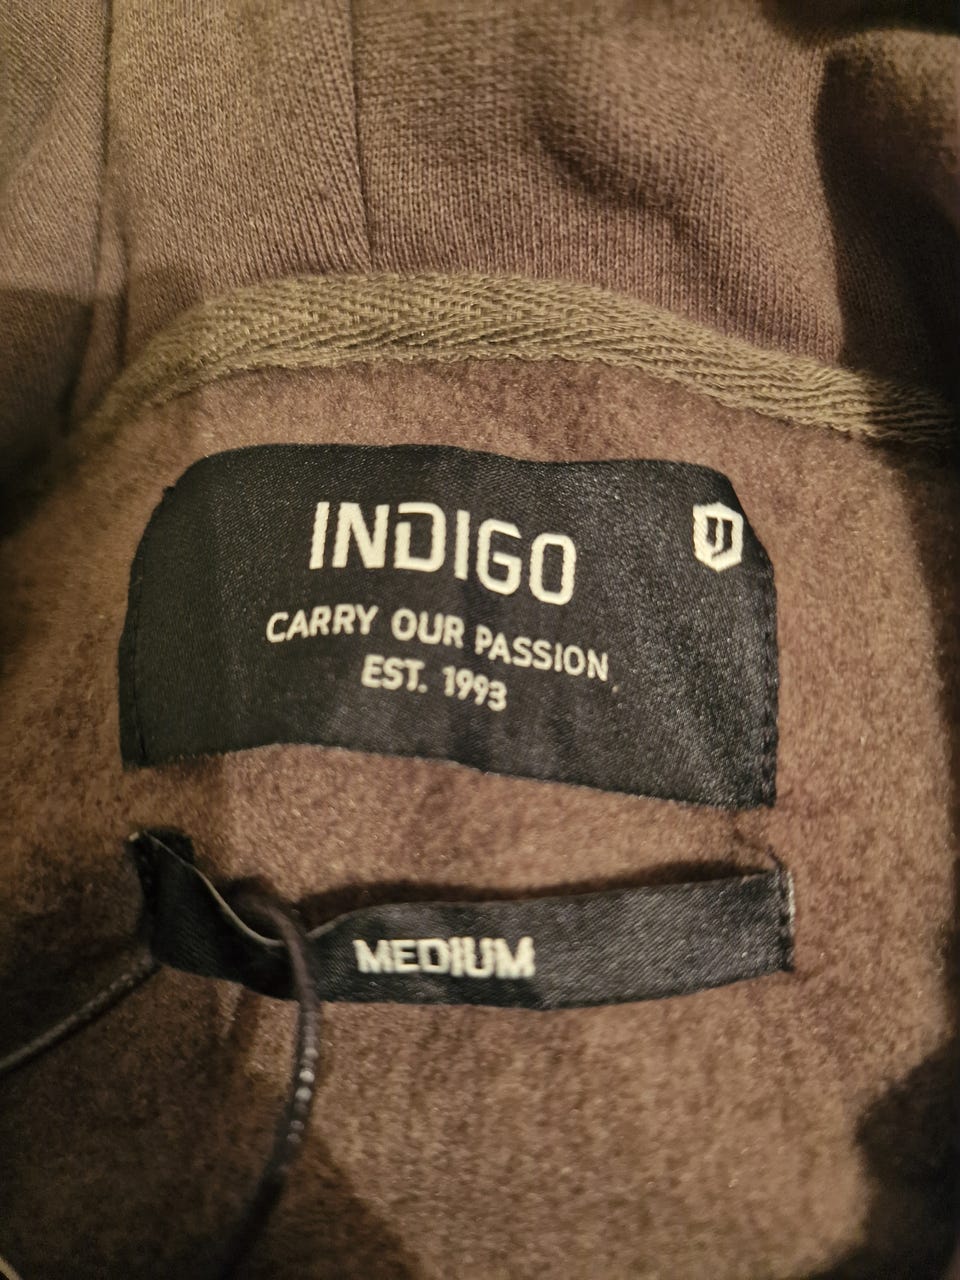 INDIGO
CARRY OUR PASSION
EST. 1993
MEDIUM